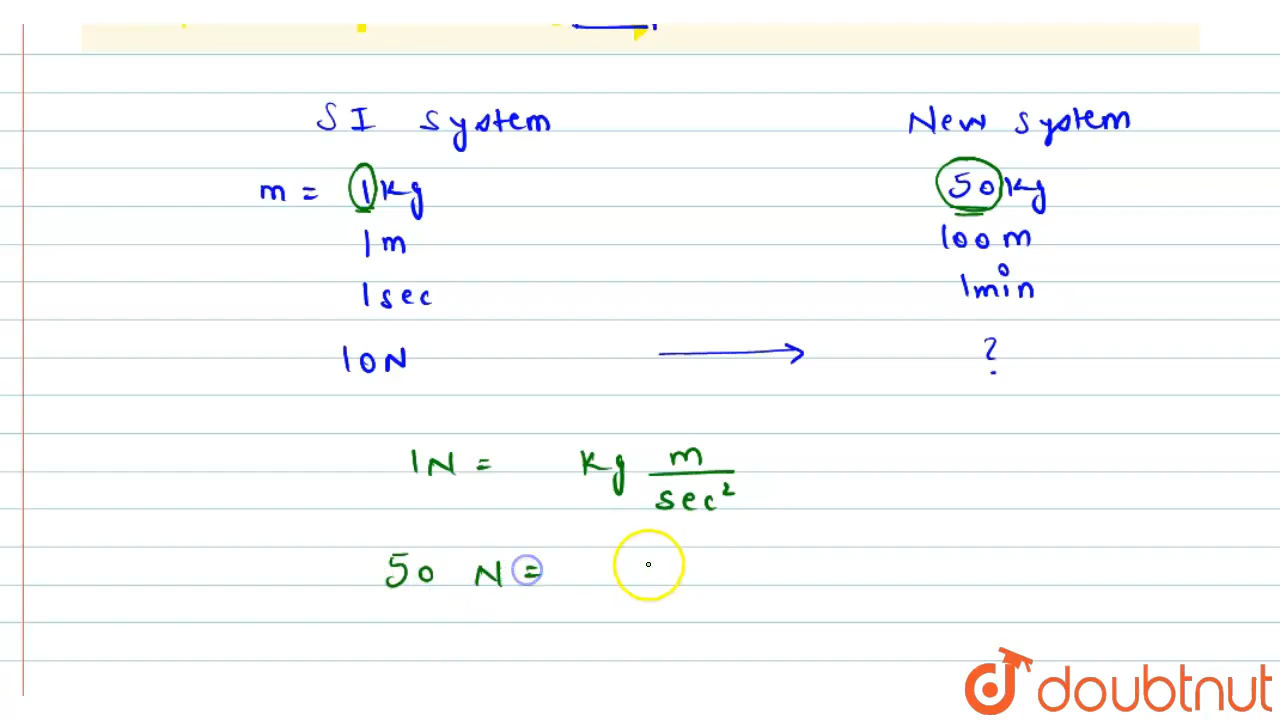 SI system New system
m = 1 kg 50 kg
1 m 100 m
1 sec 1 min
10 N → ?
1 N = kg m/sec²
50 N =
doubtnut